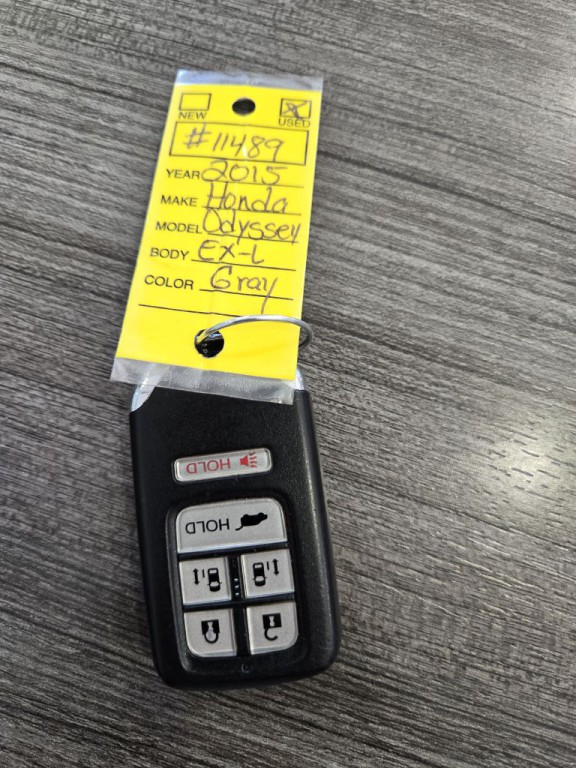 NEW USED
#11489
YEAR 2015
MAKE Honda
MODEL Odyssey
BODY EX-L
COLOR Gray
HOLD
HOLD